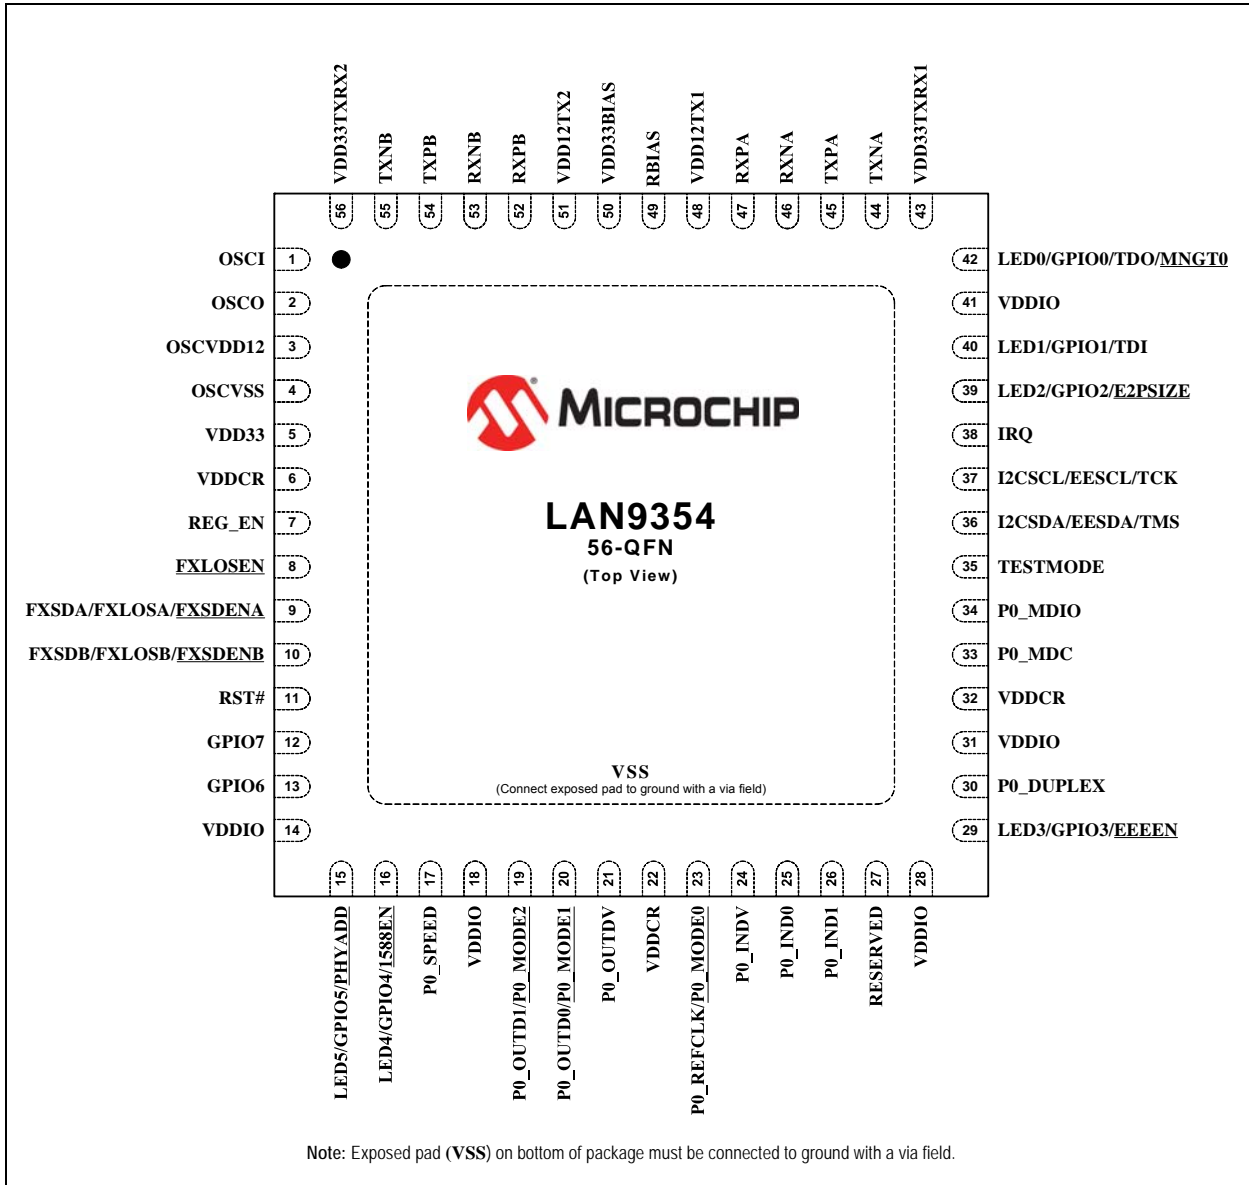 VDD33TXRX2
TXNB
TXPB
RXNB
RXPB
VDD12TX2
VDD33BIAS
RBIAS
VDD12TX1
RXPA
RXNA
TXPA
TXNA
VDD33TXRX1
56
55
54
53
52
51
50
49
48
47
46
45
44
43
OSCI 1
OSCO 2
OSCVDD12 3
OSCVSS 4
VDD33 5
VDDCR 6
REG_EN 7
FXLOSEN 8
FXSDA/FXLOSA/FXSDENA 9
FXSDB/FXLOSB/FXSDENB 10
RST# 11
GPIO7 12
GPIO6 13
VDDIO 14
MICROCHIP ®
LAN9354
56-QFN
(Top View)
VSS
(Connect exposed pad to ground with a via field)
42 LED0/GPIO0/TDO/MNGT0
41 VDDIO
40 LED1/GPIO1/TDI
39 LED2/GPIO2/E2PSIZE
38 IRQ
37 I2CSCL/EESCL/TCK
36 I2CSDA/EESDA/TMS
35 TESTMODE
34 P0_MDIO
33 P0_MDC
32 VDDCR
31 VDDIO
30 P0_DUPLEX
29 LED3/GPIO3/EEEEN
15
16
17
18
19
20
21
22
23
24
25
26
27
28
LED5/GPIO5/PHYADD
LED4/GPIO4/1588EN
P0_SPEED
VDDIO
P0_OUTD1/P0_MODE2
P0_OUTD0/P0_MODE1
P0_OUTDV
VDDCR
P0_REFCLK/P0_MODE0
P0_INDV
P0_IND0
P0_IND1
RESERVED
VDDIO
Note: Exposed pad (VSS) on bottom of package must be connected to ground with a via field.